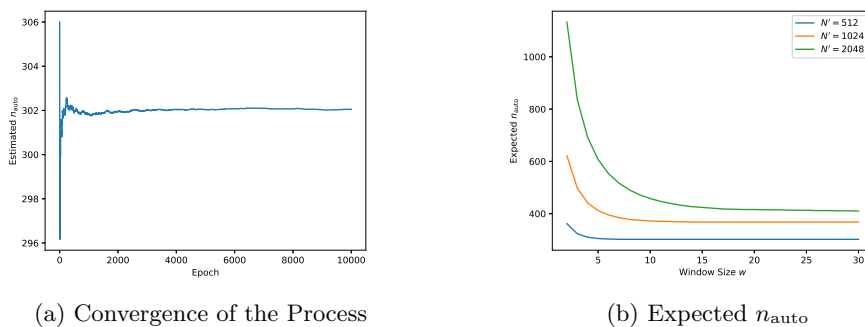 306
304
302
300
298
296
Estimated n_auto
0
2000
4000
6000
8000
10000
Epoch
(a) Convergence of the Process
1000
800
600
400
Expected n_auto
5
10
15
20
25
30
Window Size w
N' = 512
N' = 1024
N' = 2048
(b) Expected n_auto